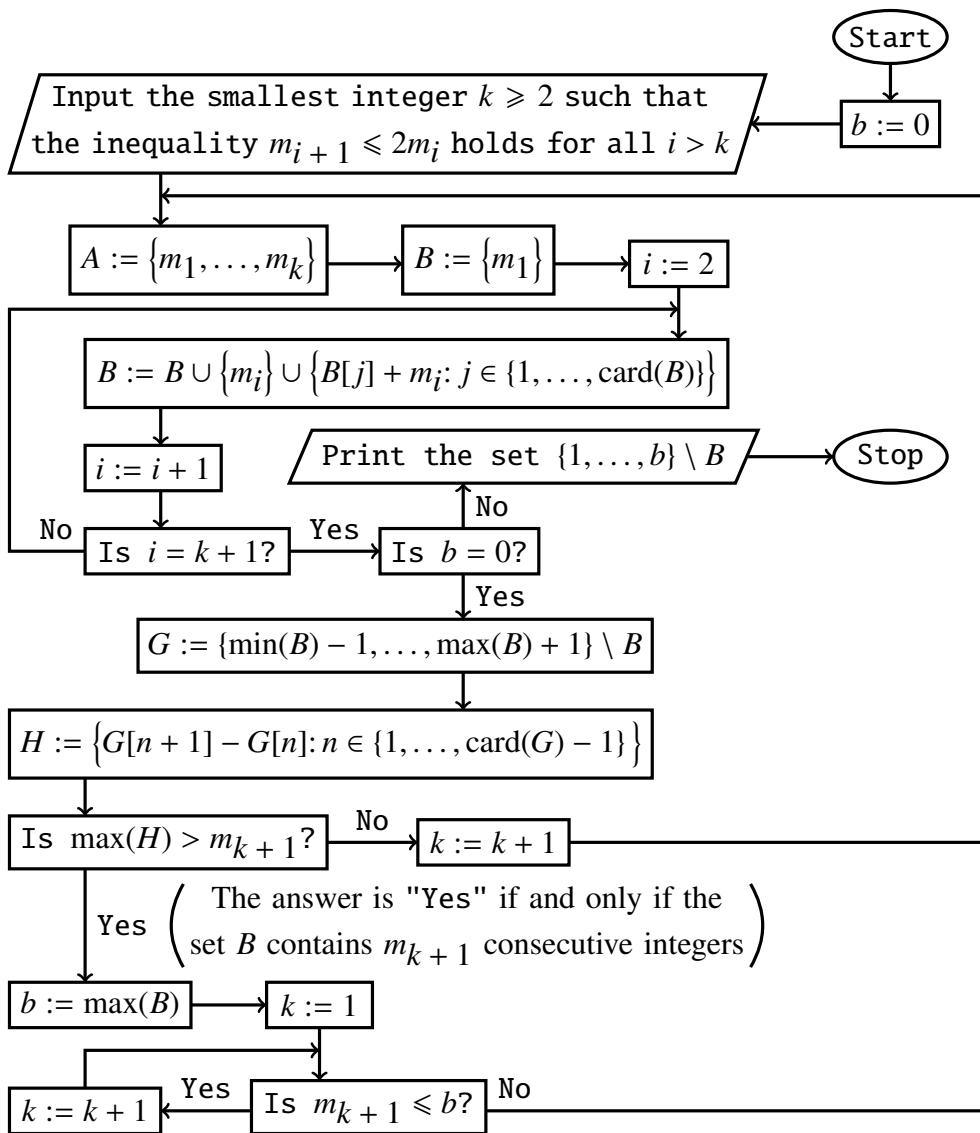 Start
b := 0
Input the smallest integer k ⩾ 2 such that
the inequality m_{i + 1} ⩽ 2m_i holds for all i > k
A := {m_1, . . . , m_k}
B := {m_1}
i := 2
B := B ∪ {m_i} ∪ {B[j] + m_i : j ∈ {1, . . . , card(B)}}
i := i + 1
Print the set {1, . . . , b} \ B
Stop
No
Is i = k + 1?
Yes
Is b = 0?
No
Yes
G := {min(B) − 1, . . . , max(B) + 1} \ B
H := {G[n + 1] − G[n] : n ∈ {1, . . . , card(G) − 1}}
Is max(H) > m_{k + 1}?
No
k := k + 1
Yes
(The answer is "Yes" if and only if the
set B contains m_{k + 1} consecutive integers)
b := max(B)
k := 1
k := k + 1
Yes
Is m_{k + 1} ⩽ b?
No